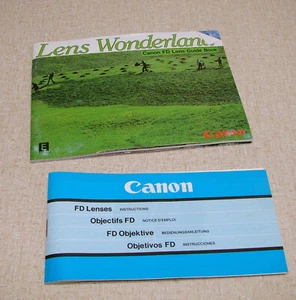 Lens Wonderland
Canon FD Lens Guide Book
Canon
E
Canon
FD Lenses INSTRUCTIONS
Objectifs FD NOTICE D'EMPLOI
FD Objektive BEDIENUNGSANLEITUNG
Objetivos FD INSTRUCCIONES